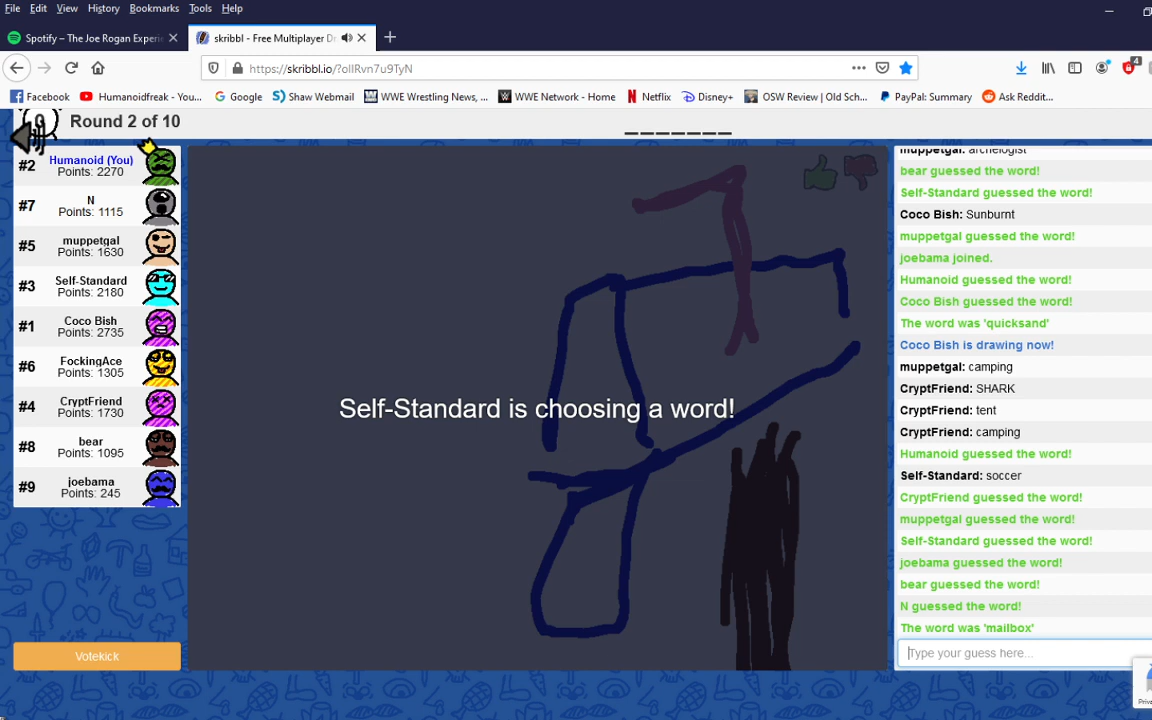 File Edit View History Bookmarks Tools Help
Spotify – The Joe Rogan Experi
skribbl - Free Multiplayer Dr
https://skribbl.io/?olIRvn7u9TyN
4
Facebook Humanoidfreak - You... Google Shaw Webmail WWE Wrestling News, ... WWE Network - Home Netflix Disney+ OSW Review | Old Sch... PayPal: Summary Ask Reddit...
0 Round 2 of 10 _ _ _ _ _ _ _
#2 Humanoid (You)
Points: 2270
#7 N
Points: 1115
#5 muppetgal
Points: 1630
#3 Self-Standard
Points: 2180
#1 Coco Bish
Points: 2735
#6 FockingAce
Points: 1305
#4 CryptFriend
Points: 1730
#8 bear
Points: 1095
#9 joebama
Points: 245
Votekick
Self-Standard is choosing a word!
muppetgal: archelogist
bear guessed the word!
Self-Standard guessed the word!
Coco Bish: Sunburnt
muppetgal guessed the word!
joebama joined.
Humanoid guessed the word!
Coco Bish guessed the word!
The word was 'quicksand'
Coco Bish is drawing now!
muppetgal: camping
CryptFriend: SHARK
CryptFriend: tent
CryptFriend: camping
Humanoid guessed the word!
Self-Standard: soccer
CryptFriend guessed the word!
muppetgal guessed the word!
Self-Standard guessed the word!
joebama guessed the word!
bear guessed the word!
N guessed the word!
The word was 'mailbox'
Type your guess here...
Priva